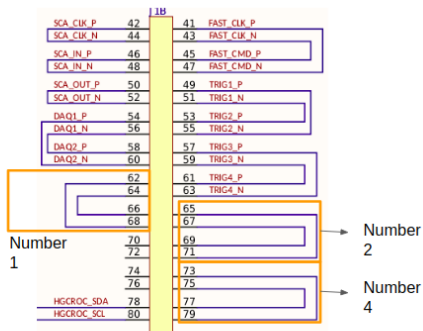 J1B
SCA_CLK_P 42 41 FAST_CLK_P
SCA_CLK_N 44 43 FAST_CLK_N
SCA_IN_P 46 45 FAST_CMD_P
SCA_IN_N 48 47 FAST_CMD_N
SCA_OUT_P 50 49 TRIG1_P
SCA_OUT_N 52 51 TRIG1_N
DAQ1_P 54 53 TRIG2_P
DAQ1_N 56 55 TRIG2_N
DAQ2_P 58 57 TRIG3_P
DAQ2_N 60 59 TRIG3_N
62 61 TRIG4_P
64 63 TRIG4_N
66 65
68 67
70 69
72 71
74 73
76 75
HGCROC_SDA 78 77
HGCROC_SCL 80 79
Number
1
Number
2
Number
4